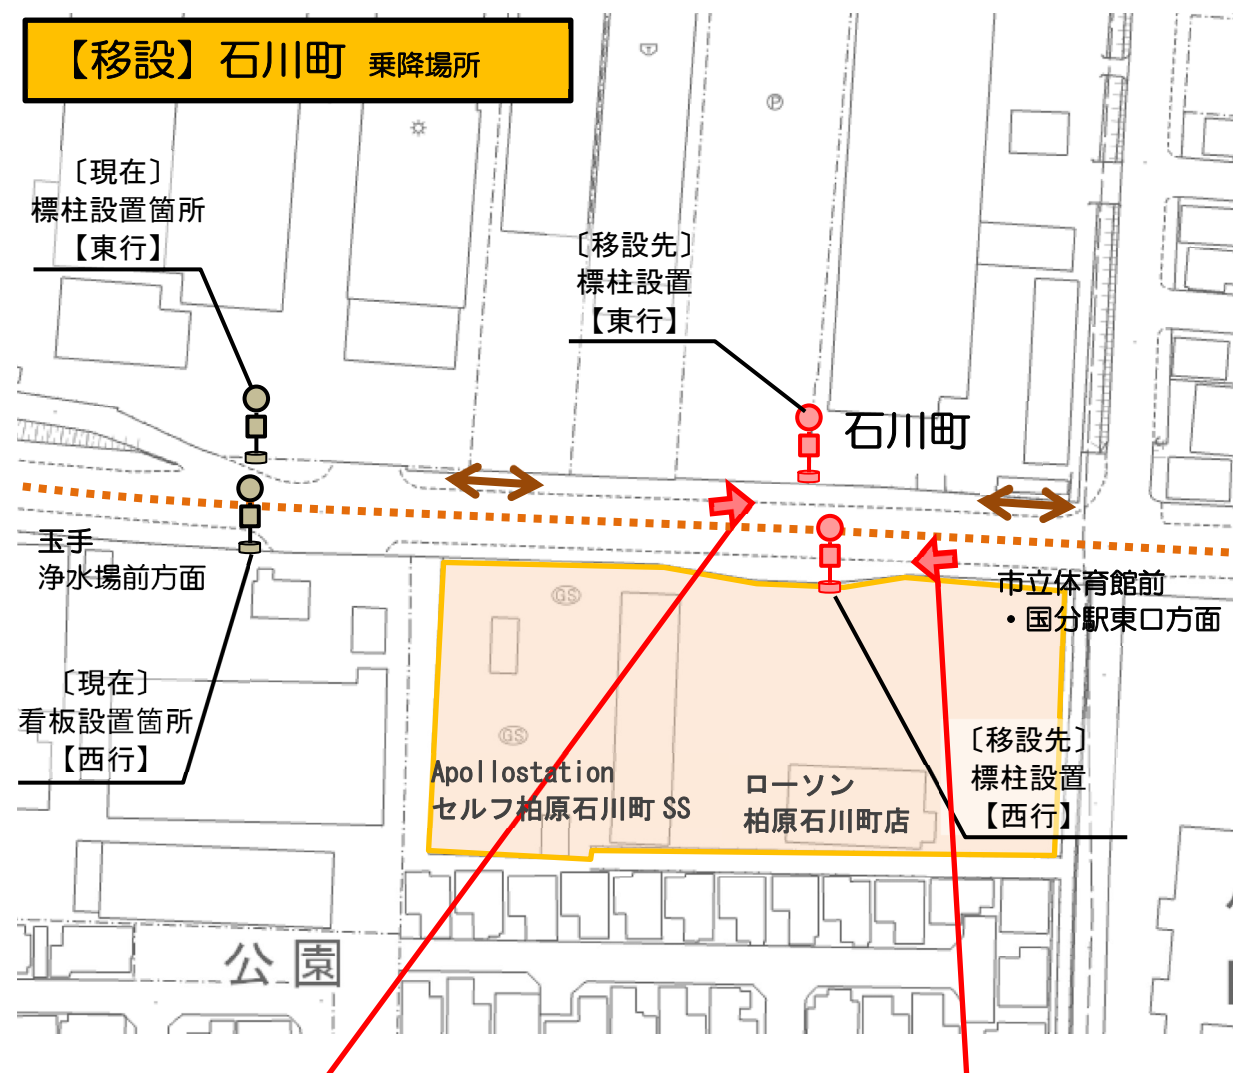 【移設】石川町 乗降場所
〔現在〕
標柱設置箇所
【東行】
〔移設先〕
標柱設置
【東行】
石川町
玉手
浄水場前方面
市立体育館前
・国分駅東口方面
〔現在〕
看板設置箇所
【西行】
〔移設先〕
標柱設置
【西行】
GS
GS
P
Apollostation
セルフ柏原石川町SS
ローソン
柏原石川町店
公園